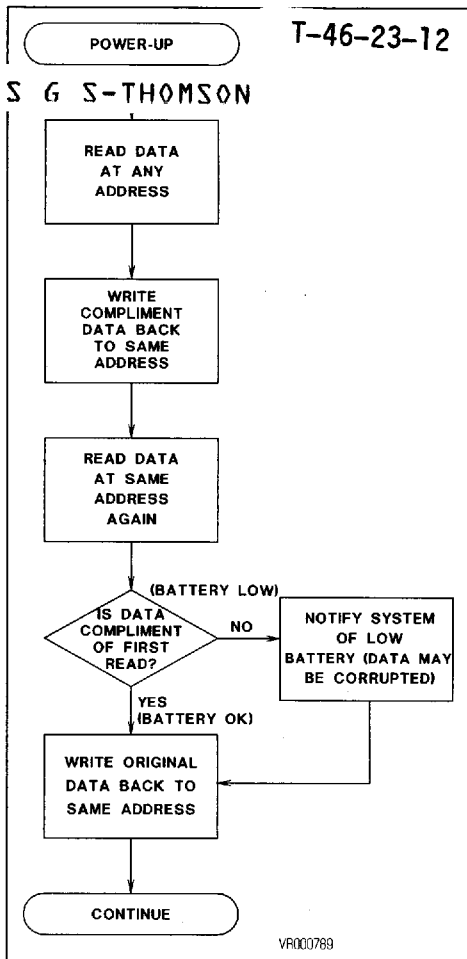 POWER-UP
T-46-23-12
S G S-THOMSON
READ DATA
AT ANY
ADDRESS
WRITE
COMPLIMENT
DATA BACK
TO SAME
ADDRESS
READ DATA
AT SAME
ADDRESS
AGAIN
(BATTERY LOW)
IS DATA
COMPLIMENT
OF FIRST
READ?
NO
NOTIFY SYSTEM
OF LOW
BATTERY (DATA MAY
BE CORRUPTED)
YES
(BATTERY OK)
WRITE ORIGINAL
DATA BACK TO
SAME ADDRESS
CONTINUE
VR000789